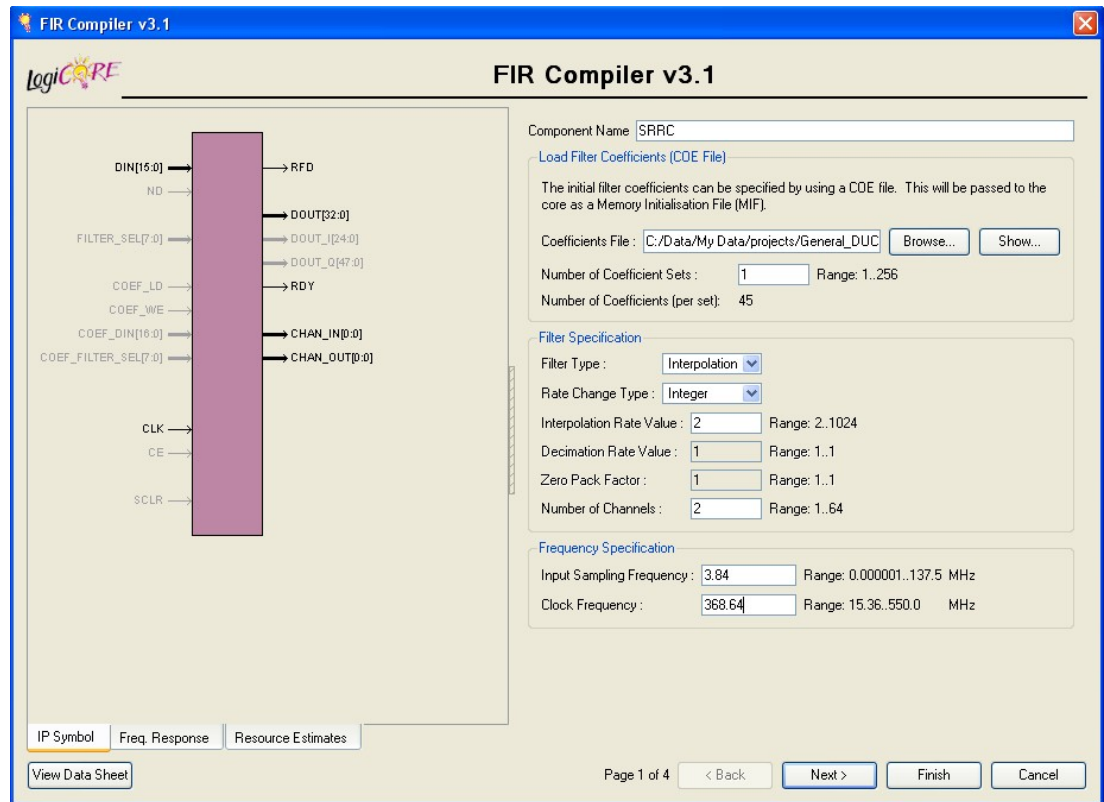 FIR Compiler v3.1
LogiCORE
FIR Compiler v3.1
DIN[15:0]
ND
FILTER_SEL[7:0]
COEF_LD
COEF_WE
COEF_DIN[16:0]
COEF_FILTER_SEL[7:0]
CLK
CE
SCLR
RFD
DOUT[32:0]
DOUT_I[24:0]
DOUT_Q[47:0]
RDY
CHAN_IN[0:0]
CHAN_OUT[0:0]
Component Name SRRC
Load Filter Coefficients (COE File)
The initial filter coefficients can be specified by using a COE file. This will be passed to the
core as a Memory Initialisation File (MIF).
Coefficients File : C:/Data/My Data/projects/General_DUC Browse... Show...
Number of Coefficient Sets : 1 Range: 1..256
Number of Coefficients (per set): 45
Filter Specification
Filter Type : Interpolation
Rate Change Type : Integer
Interpolation Rate Value : 2 Range: 2..1024
Decimation Rate Value : 1 Range: 1..1
Zero Pack Factor : 1 Range: 1..1
Number of Channels : 2 Range: 1..64
Frequency Specification
Input Sampling Frequency : 3.84 Range: 0.000001..137.5 MHz
Clock Frequency : 368.64 Range: 15.36..550.0 MHz
IP Symbol Freq. Response Resource Estimates
View Data Sheet Page 1 of 4 < Back Next > Finish Cancel